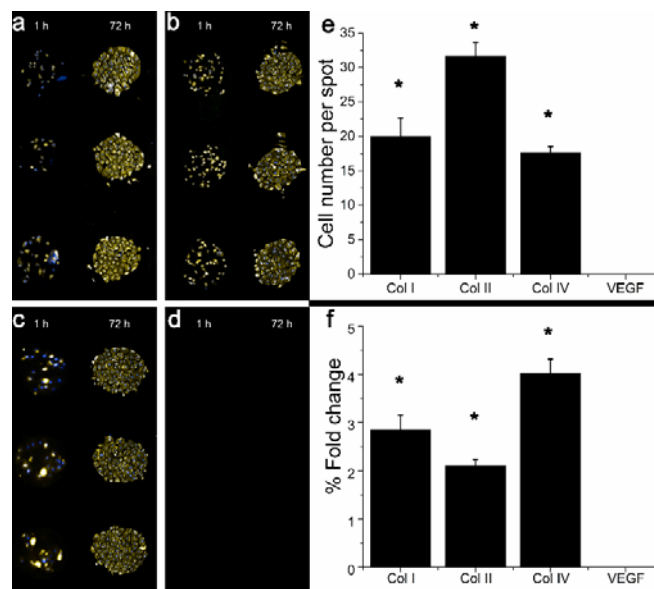 a 1 h 72 h
b 1 h 72 h
c 1 h 72 h
d 1 h 72 h
e
Cell number per spot
35
30
25
20
15
10
5
0
* * *
Col I Col II Col IV VEGF
f
% Fold change
5
4
3
2
1
0
* * *
Col I Col II Col IV VEGF